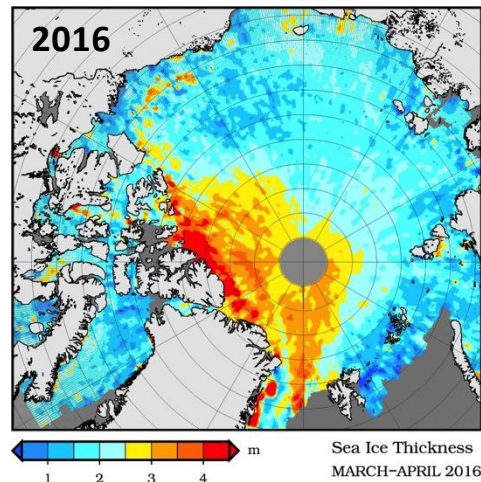 2016
m
Sea Ice Thickness
1 2 3 4
MARCH–APRIL 2016